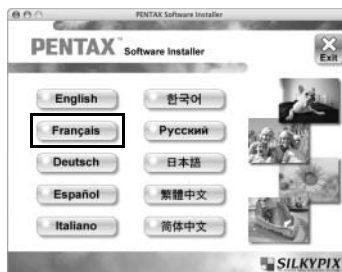 PENTAX Software Installer
PENTAX™ Software Installer
Exit
English
한국어
Français
Русский
Deutsch
日本語
Español
繁體中文
Italiano
简体中文
SILKYPIX